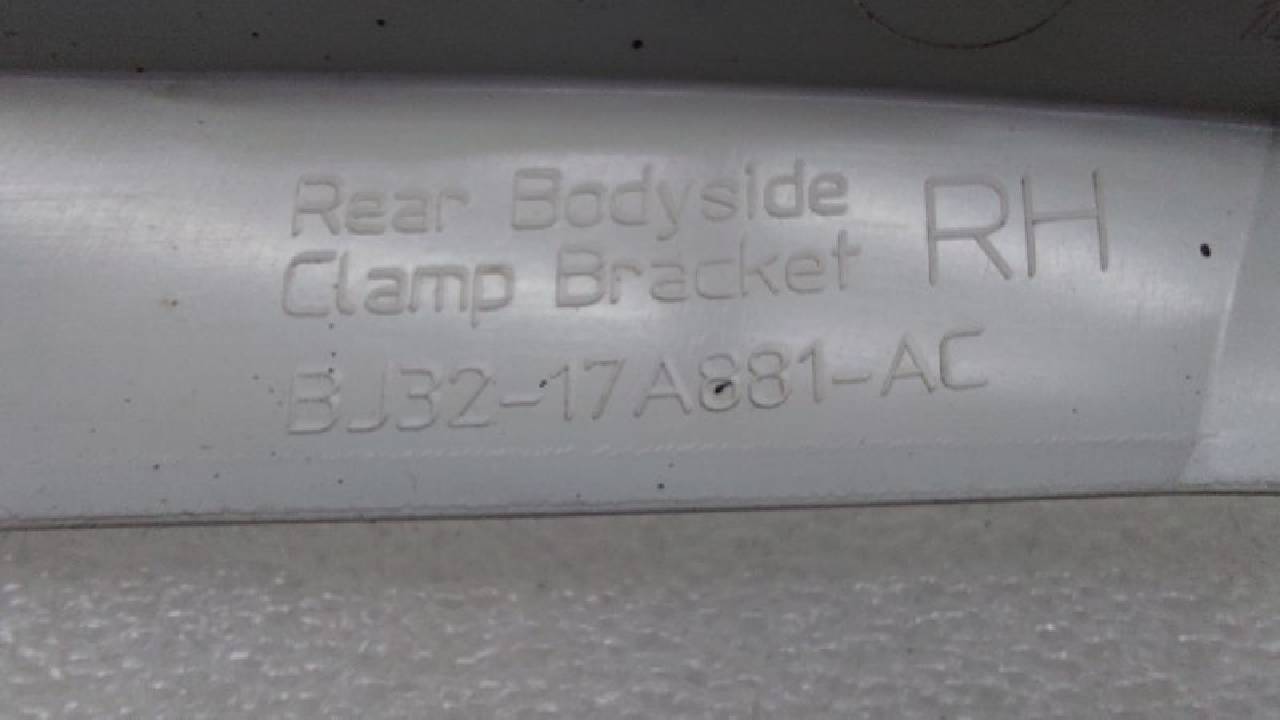 Rear Bodyside RH
Clamp Bracket
BJ32-17A881-AC